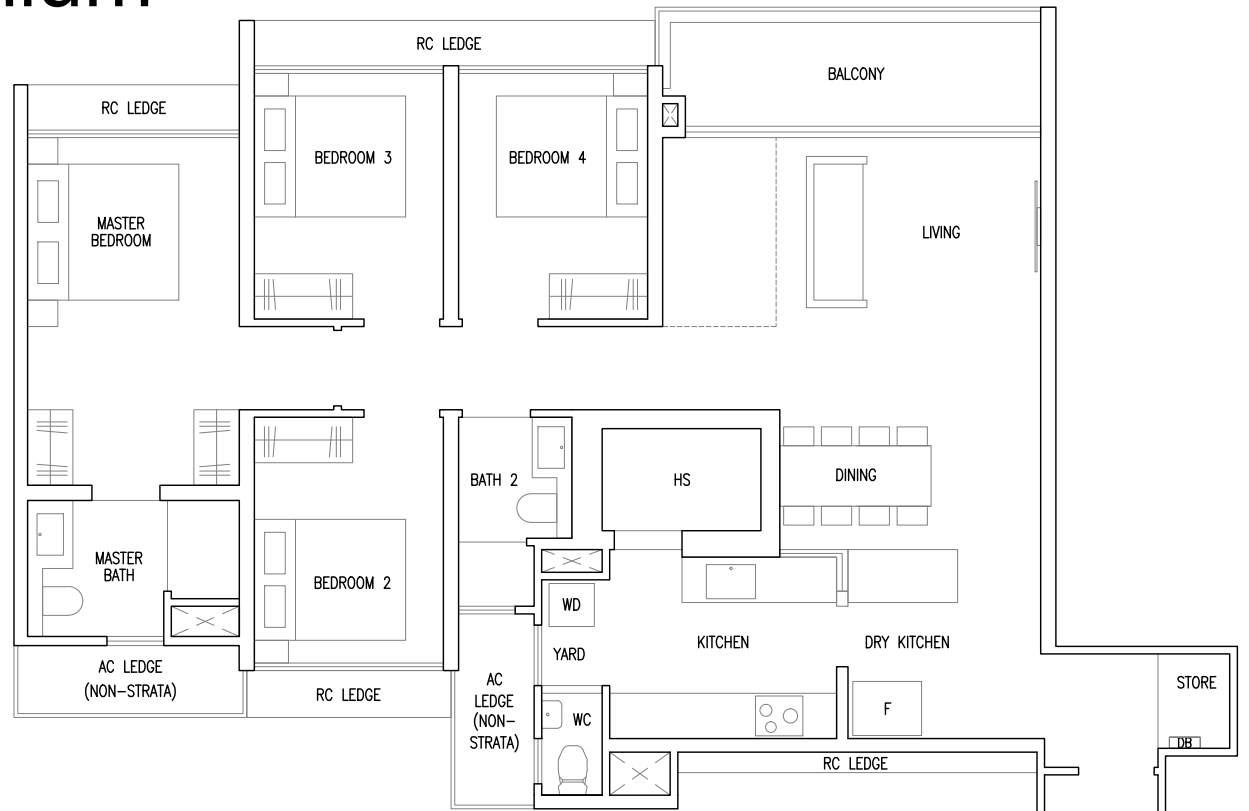 RC LEDGE
BALCONY
RC LEDGE
BEDROOM 3
BEDROOM 4
MASTER
BEDROOM
LIVING
BATH 2
HS
DINING
MASTER
BATH
BEDROOM 2
WD
YARD
KITCHEN
DRY KITCHEN
AC LEDGE
(NON-STRATA)
RC LEDGE
AC
LEDGE
(NON-
STRATA)
WC
F
STORE
DB
RC LEDGE